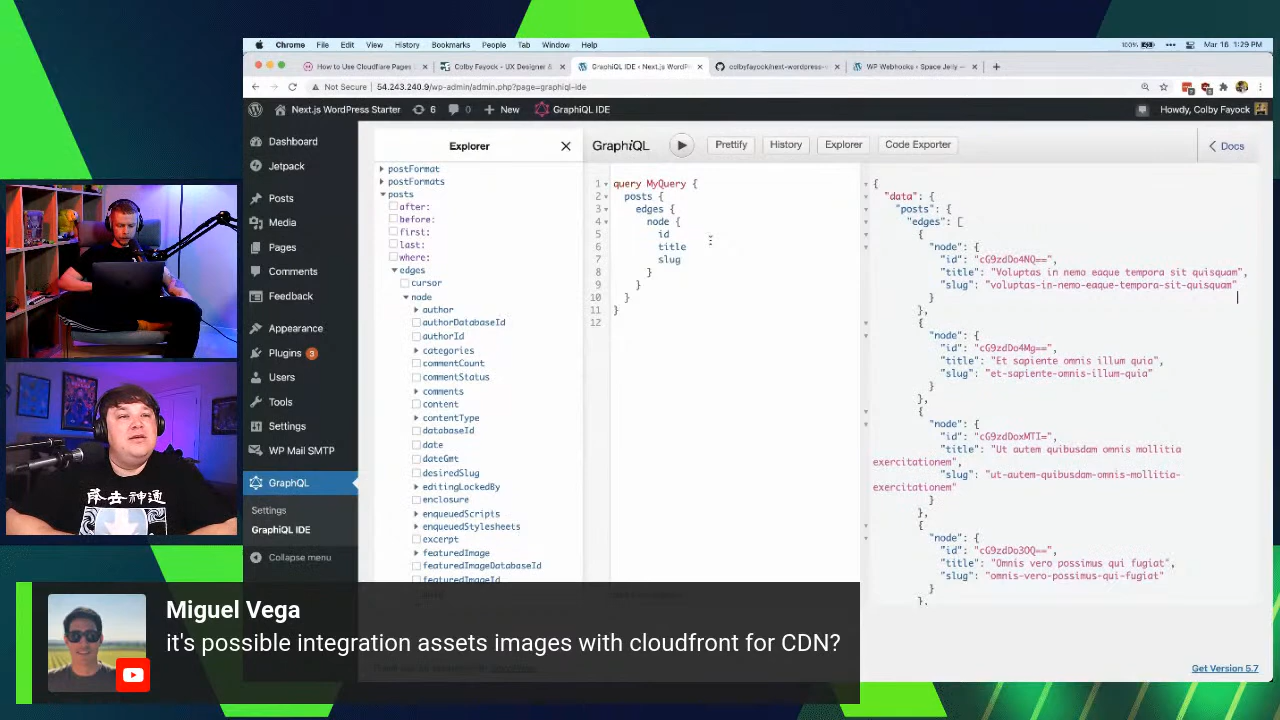 Chrome File Edit View History Bookmarks People Tab Window Help
100% Mar 16 1:29 PM
How to Use Cloudflare Pages
Colby Fayock - UX Designer &
GraphiQL IDE ‹ Next.js WordPr
colbyfayock/next-wordpress-
WP Webhooks ‹ Space Jelly —
Not Secure 54.243.240.9/wp-admin/admin.php?page=graphiql-ide
Next.js WordPress Starter 6 0 New GraphiQL IDE
Howdy, Colby Fayock
Dashboard
Jetpack
Posts
Media
Pages
Comments
Feedback
Appearance
Plugins 3
Users
Tools
Settings
WP Mail SMTP
GraphQL
Settings
GraphiQL IDE
Collapse menu
Explorer
postFormat
postFormats
posts
after:
before:
first:
last:
where:
edges
cursor
node
author
authorDatabaseId
authorId
categories
commentCount
commentStatus
comments
content
contentType
databaseId
date
dateGmt
desiredSlug
editingLockedBy
enclosure
enqueuedScripts
enqueuedStylesheets
excerpt
featuredImage
featuredImageDatabaseId
featuredImageId
GraphiQL Prettify History Explorer Code Exporter
Docs
1 query MyQuery {
2 posts {
3 edges {
4 node {
5 id
6 title
7 slug
8 }
9 }
10 }
11 }
12
{
"data": {
"posts": {
"edges": [
{
"node": {
"id": "cG9zdDo4NQ==",
"title": "Voluptas in nemo eaque tempora sit quisquam",
"slug": "voluptas-in-nemo-eaque-tempora-sit-quisquam"
}
},
{
"node": {
"id": "cG9zdDo4Mg==",
"title": "Et sapiente omnis illum quia",
"slug": "et-sapiente-omnis-illum-quia"
}
},
{
"node": {
"id": "cG9zdDoxMTI=",
"title": "Ut autem quibusdam omnis mollitia
exercitationem",
"slug": "ut-autem-quibusdam-omnis-mollitia-
exercitationem"
}
},
{
"node": {
"id": "cG9zdDo3OQ==",
"title": "Omnis vero possimus qui fugiat",
"slug": "omnis-vero-possimus-qui-fugiat"
}
},
Get Version 5.7
Miguel Vega
it's possible integration assets images with cloudfront for CDN?